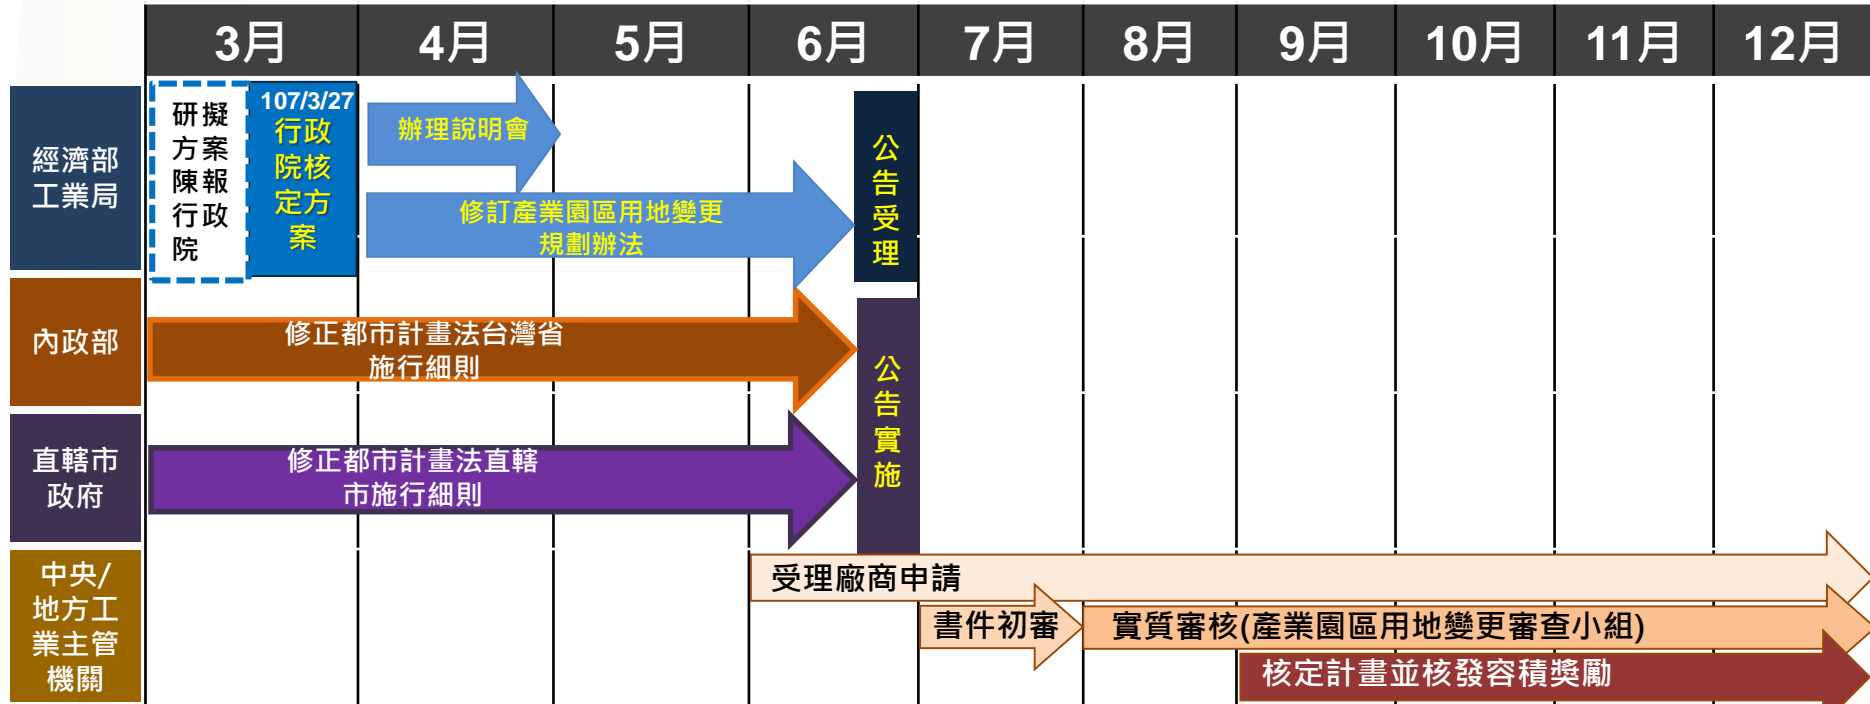 3月
4月
5月
6月
7月
8月
9月
10月
11月
12月
經濟部
工業局
研擬
方案
陳報
行政
院
107/3/27
行政
院核
定方
案
辦理說明會
修訂產業園區用地變更
規劃辦法
公
告
受
理
內政部
修正都市計畫法台灣省
施行細則
公
告
實
施
直轄市
政府
修正都市計畫法直轄
市施行細則
中央/
地方工
業主管
機關
受理廠商申請
書件初審
實質審核(產業園區用地變更審查小組)
核定計畫並核發容積獎勵